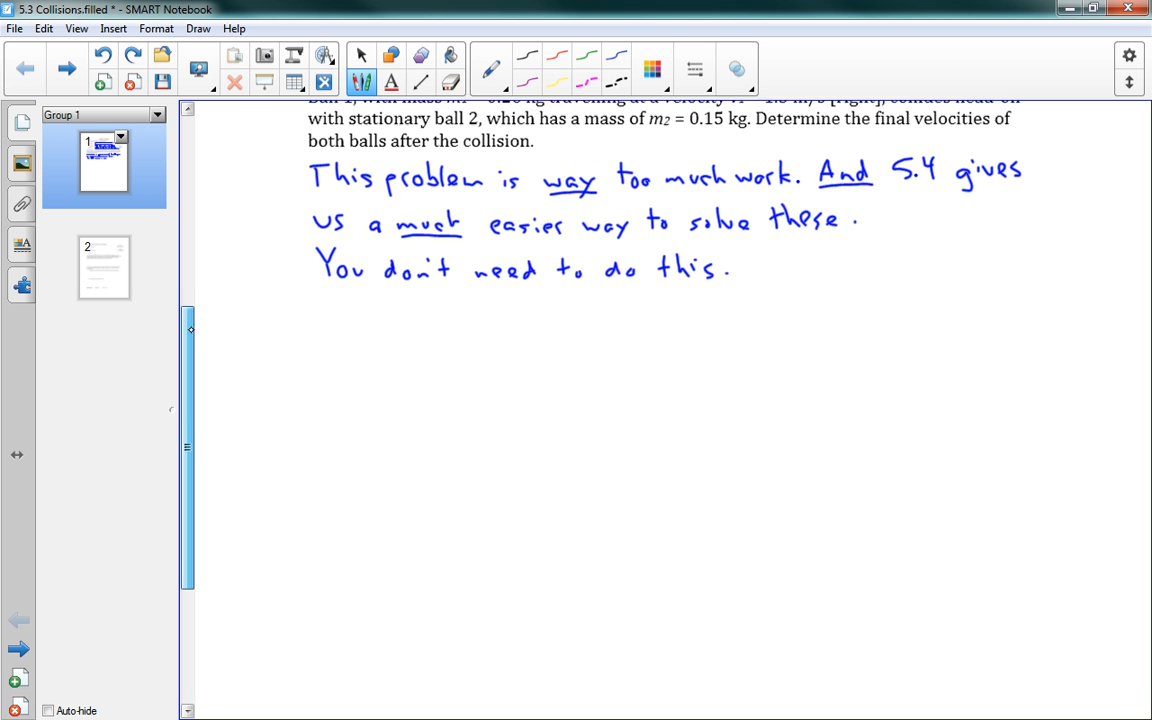 5.3 Collisions.filled * - SMART Notebook
File Edit View Insert Format Draw Help
Group 1
1
2
with stationary ball 2, which has a mass of m2 = 0.15 kg. Determine the final velocities of
both balls after the collision.
This problem is way too much work. And 5.4 gives
us a much easier way to solve these.
You don't need to do this.
Auto-hide